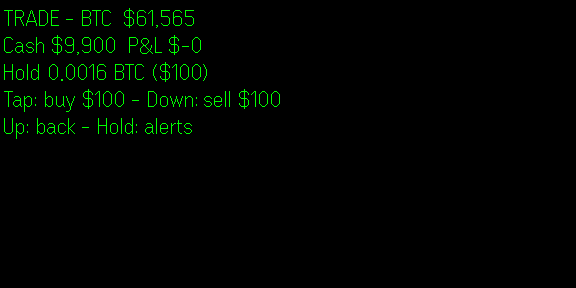 TRADE - BTC $61,565
Cash $9,900 P&L $-0
Hold 0.0016 BTC ($100)
Tap: buy $100 - Down: sell $100
Up: back - Hold: alerts